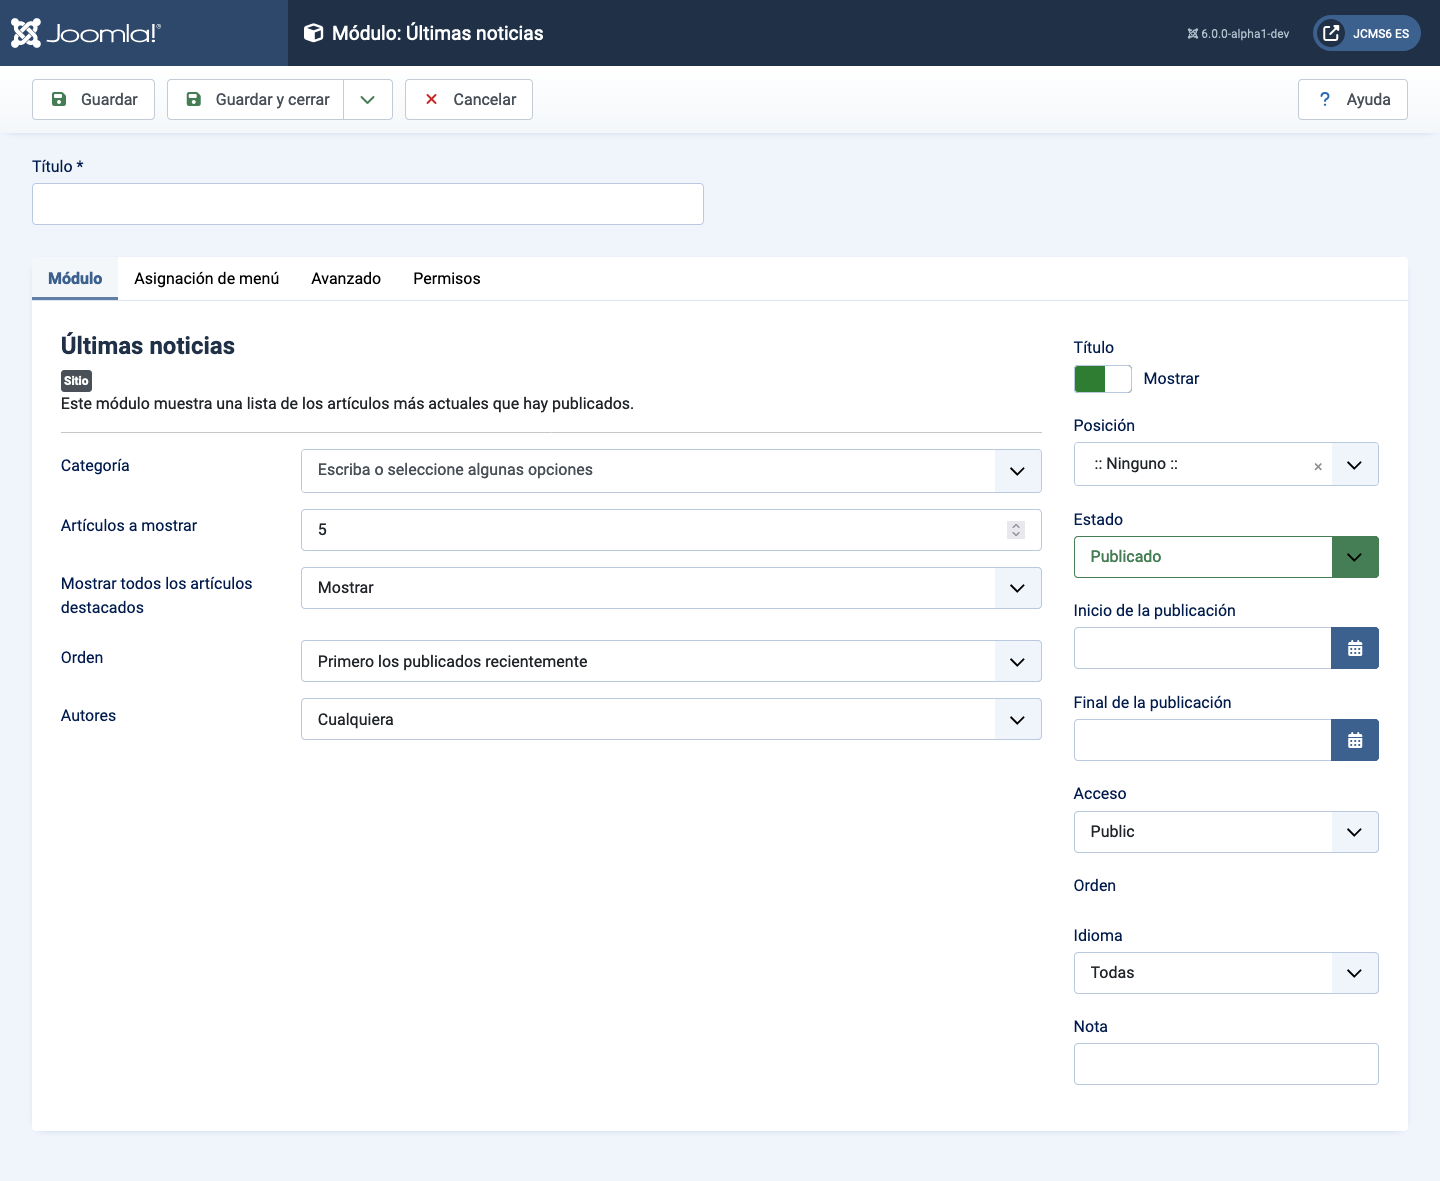 Joomla!®
Módulo: Últimas noticias
6.0.0-alpha1-dev
JCMS6 ES
Guardar
Guardar y cerrar
Cancelar
? Ayuda
Título *
Módulo
Asignación de menú
Avanzado
Permisos
Últimas noticias
Sitio
Este módulo muestra una lista de los artículos más actuales que hay publicados.
Categoría
Escriba o seleccione algunas opciones
Artículos a mostrar
5
Mostrar todos los artículos
destacados
Mostrar
Orden
Primero los publicados recientemente
Autores
Cualquiera
Título
Mostrar
Posición
:: Ninguno ::
×
Estado
Publicado
Inicio de la publicación
Final de la publicación
Acceso
Public
Orden
Idioma
Todas
Nota